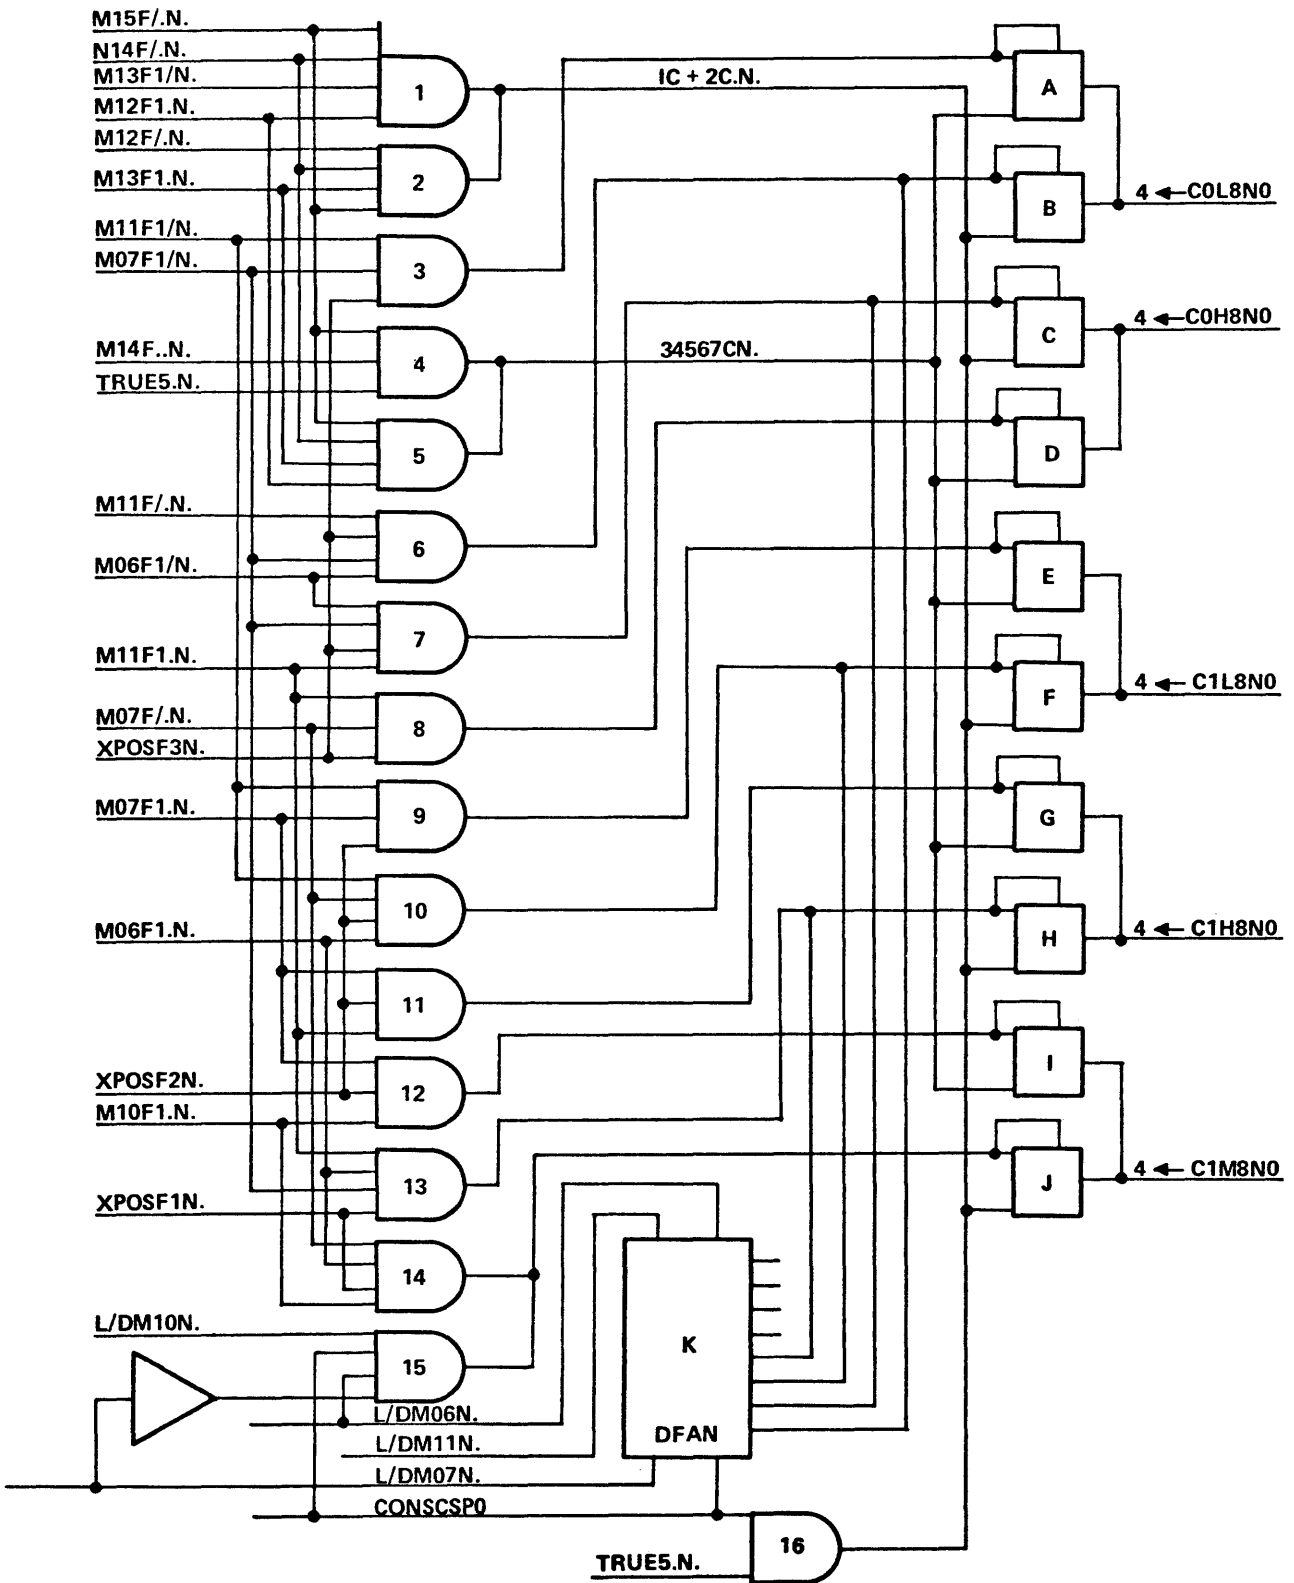 M15F/.N.
N14F/.N.
M13F1/N.
M12F1.N.
M12F/.N.
M13F1.N.
M11F1/N.
M07F1/N.
M14F..N.
TRUE5.N.
M11F/.N.
M06F1/N.
M11F1.N.
M07F/.N.
XPOSF3N.
M07F1.N.
M06F1.N.
XPOSF2N.
M10F1.N.
XPOSF1N.
L/DM10N.
1
2
3
4
5
6
7
8
9
10
11
12
13
14
15
L/DM06N.
L/DM11N.
L/DM07N.
CONSCSP0
TRUE5.N.
16
K
DFAN
IC + 2C.N.
34567CN.
A
B
C
D
E
F
G
H
I
J
4 ← C0L8N0
4 ← C0H8N0
4 ← C1L8N0
4 ← C1H8N0
4 ← C1M8N0